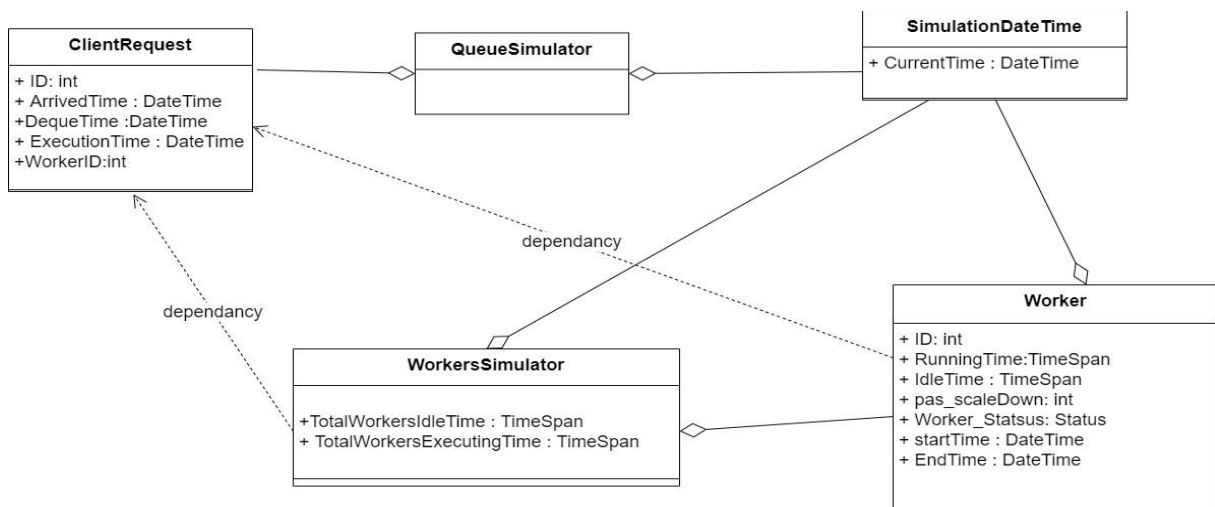 ClientRequest
+ ID: int
+ ArrivedTime : DateTime
+DequeTime :DateTime
+ ExecutionTime : DateTime
+WorkerID:int
QueueSimulator
SimulationDateTime
+ CurrentTime : DateTime
dependancy
dependancy
WorkersSimulator
+TotalWorkersIdleTime : TimeSpan
+ TotalWorkersExecutingTime : TimeSpan
Worker
+ ID: int
+ RunningTime:TimeSpan
+ IdleTime : TimeSpan
+ pas_scaleDown: int
+ Worker_Statsus: Status
+ startTime : DateTime
+ EndTime : DateTime